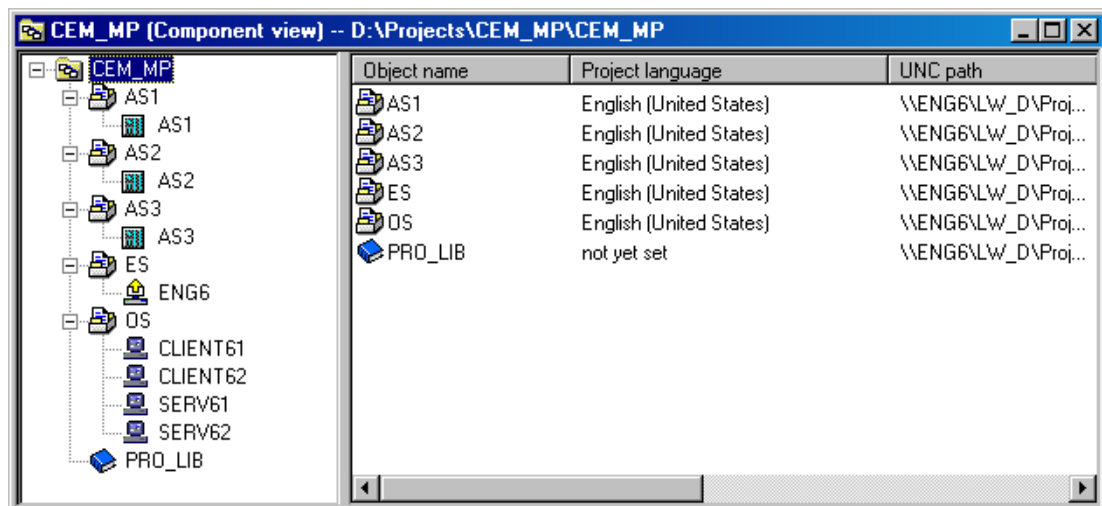 CEM_MP (Component view) -- D:\Projects\CEM_MP\CEM_MP
CEM_MP
AS1
AS1
AS2
AS2
AS3
AS3
ES
ENG6
OS
CLIENT61
CLIENT62
SERV61
SERV62
PRO_LIB
Object name Project language UNC path
AS1 English (United States) \\ENG6\LW_D\Proj...
AS2 English (United States) \\ENG6\LW_D\Proj...
AS3 English (United States) \\ENG6\LW_D\Proj...
ES English (United States) \\ENG6\LW_D\Proj...
OS English (United States) \\ENG6\LW_D\Proj...
PRO_LIB not yet set \\ENG6\LW_D\Proj...